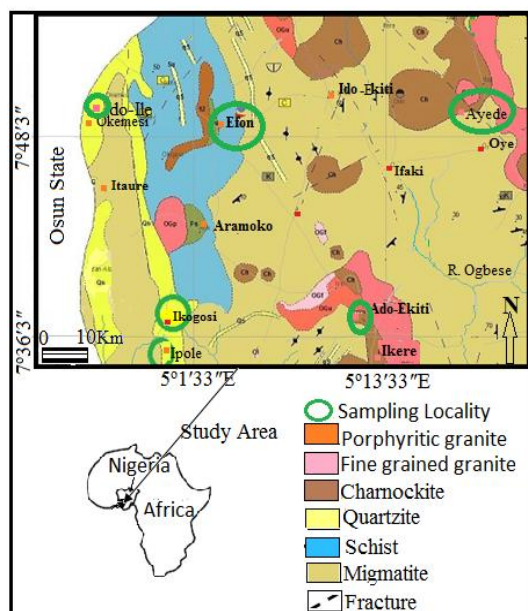 Ido-Ekiti
Ayede
do-Ile
Okemesi
Efon
7°48'3"
Oye
Ifaki
Itaure
Osun State
Aramoko
R. Ogbese
Ado-Ekiti
N
Ikogosi
10Km
Ipole
Ikere
7°36'3"
5°1'33"E
5°13'33"E
Study Area
Nigeria
Africa
Sampling Locality
Porphyritic granite
Fine grained granite
Charnockite
Quartzite
Schist
Migmatite
Fracture